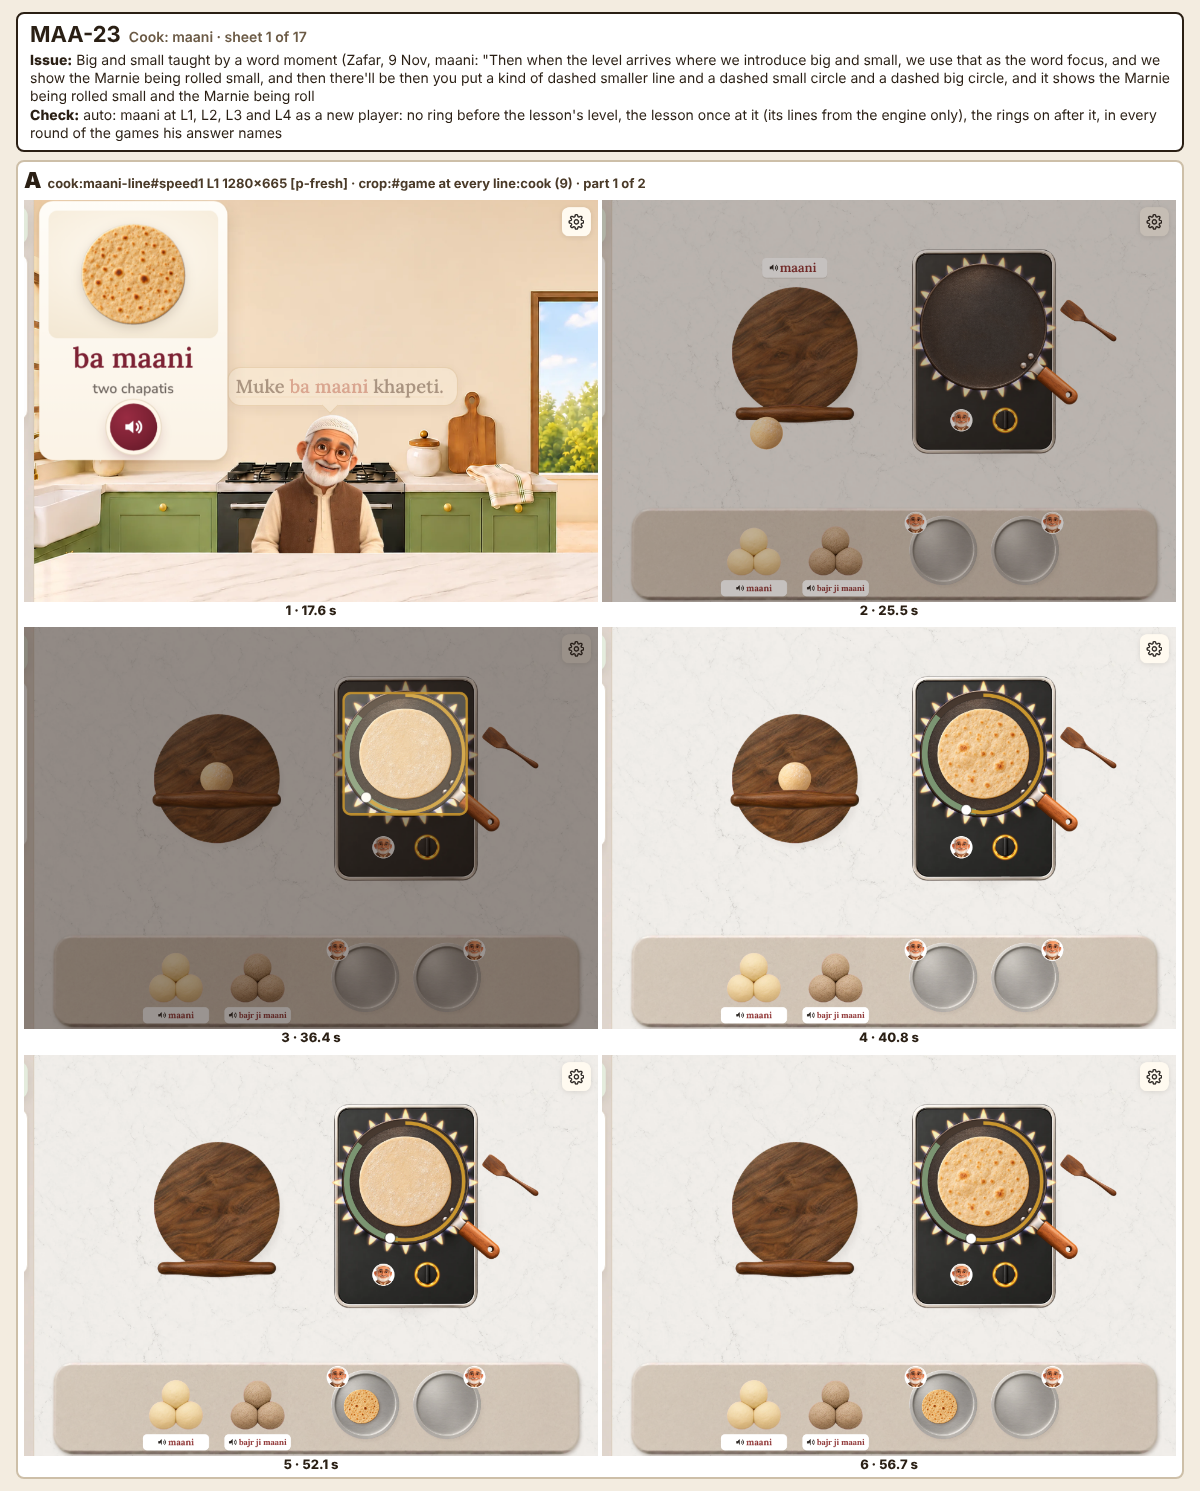 MAA-23 Cook: maani · sheet 1 of 17
Issue: Big and small taught by a word moment (Zafar, 9 Nov, maani: "Then when the level arrives where we introduce big and small, we use that as the word focus, and we
show the Marnie being rolled small, and then there'll be then you put a kind of dashed smaller line and a dashed small circle and a dashed big circle, and it shows the Marnie
being rolled small and the Marnie being roll
Check: auto: maani at L1, L2, L3 and L4 as a new player: no ring before the lesson's level, the lesson once at it (its lines from the engine only), the rings on after it, in every
round of the games his answer names
A cook:maani-line#speed1 L1 1280×665 [p-fresh] · crop:#game at every line:cook (9) · part 1 of 2
ba maani
two chapatis
Muke ba maani khapeti.
1 · 17.6 s
maani
maani
bajr ji maani
2 · 25.5 s
maani
bajr ji maani
3 · 36.4 s
maani
bajr ji maani
4 · 40.8 s
maani
bajr ji maani
5 · 52.1 s
maani
bajr ji maani
6 · 56.7 s